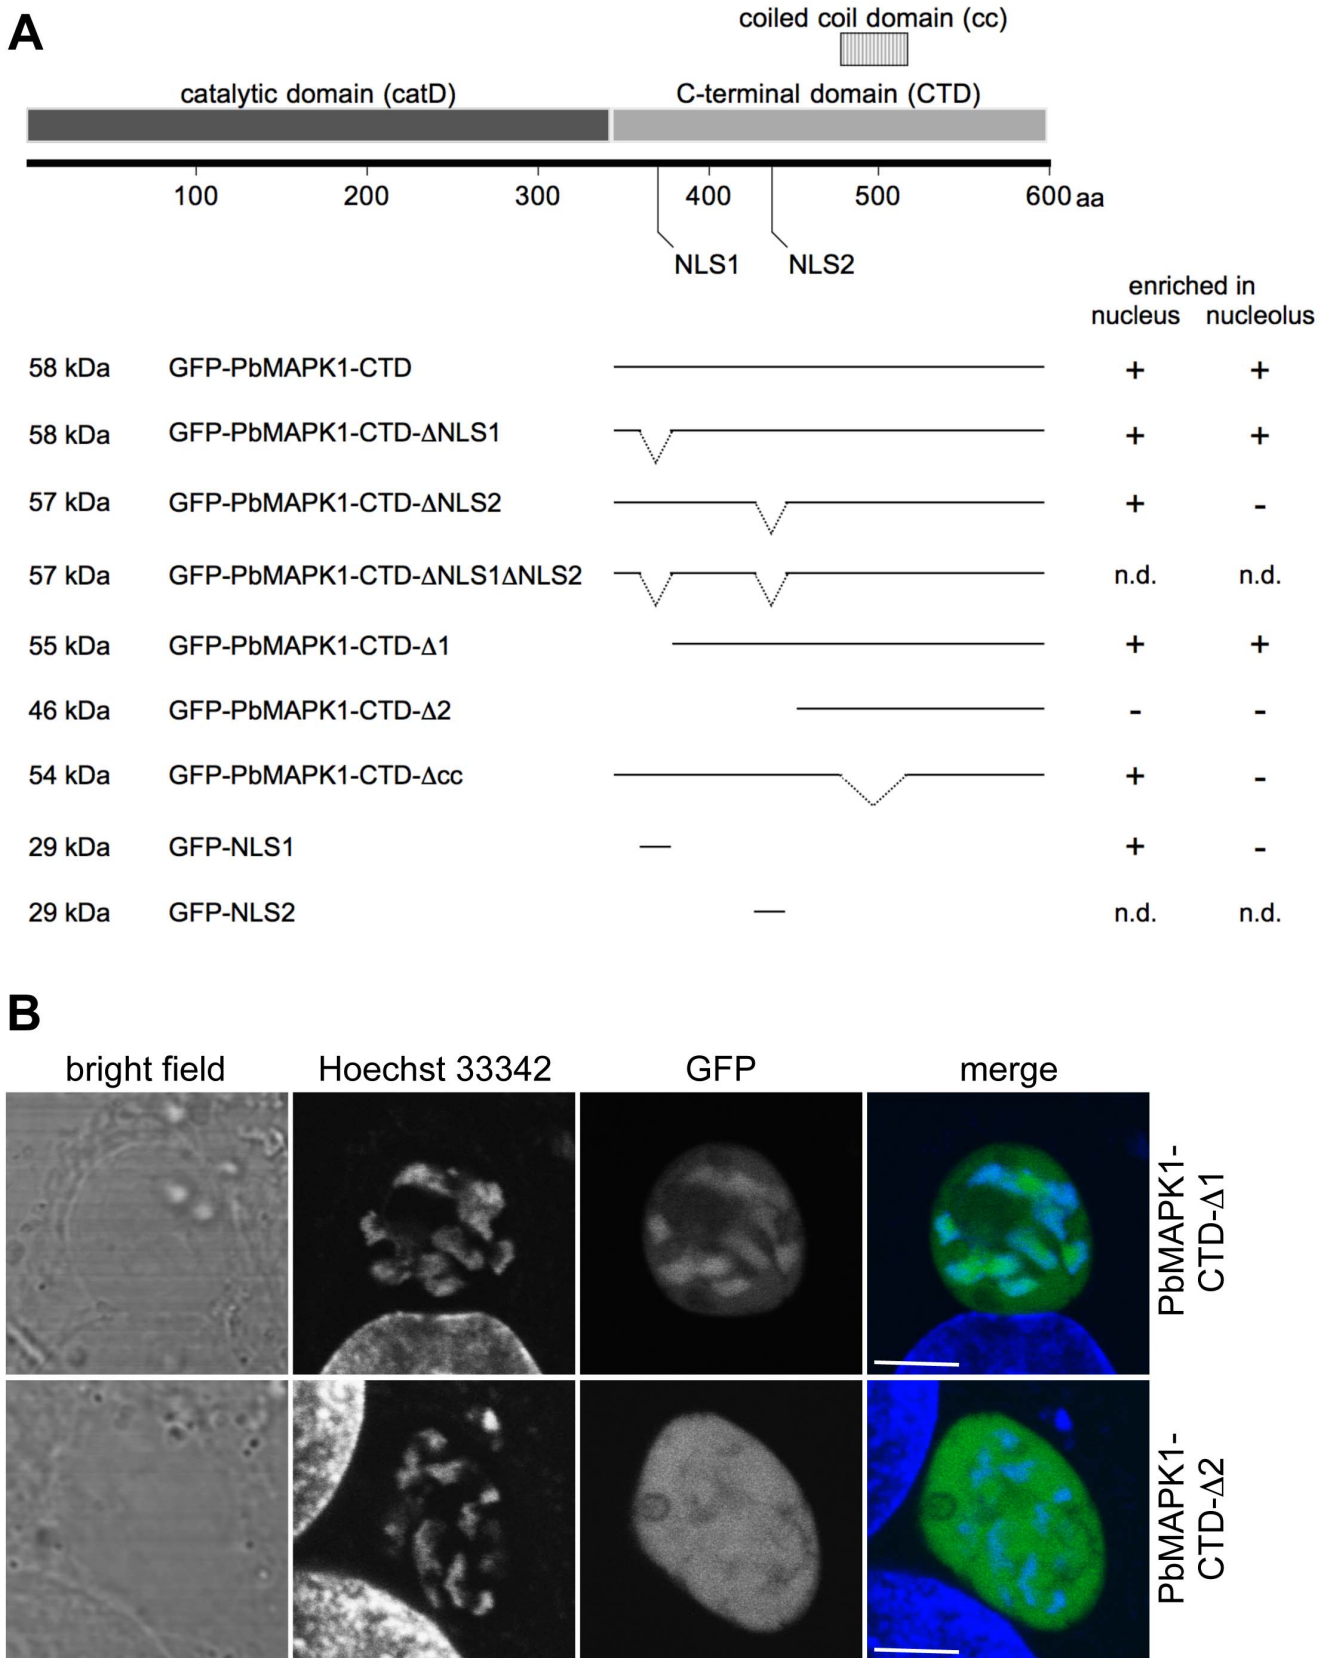 A
coiled coil domain (cc)
catalytic domain (catD)
C-terminal domain (CTD)
100 200 300 400 500 600 aa
NLS1 NLS2
enriched in
nucleus nucleolus
58 kDa GFP-PbMAPK1-CTD + +
58 kDa GFP-PbMAPK1-CTD-ΔNLS1 + +
57 kDa GFP-PbMAPK1-CTD-ΔNLS2 + -
57 kDa GFP-PbMAPK1-CTD-ΔNLS1ΔNLS2 n.d. n.d.
55 kDa GFP-PbMAPK1-CTD-Δ1 + +
46 kDa GFP-PbMAPK1-CTD-Δ2 - -
54 kDa GFP-PbMAPK1-CTD-Δcc + -
29 kDa GFP-NLS1 + -
29 kDa GFP-NLS2 n.d. n.d.
B
bright field Hoechst 33342 GFP merge
PbMAPK1-
CTD-Δ1
PbMAPK1-
CTD-Δ2